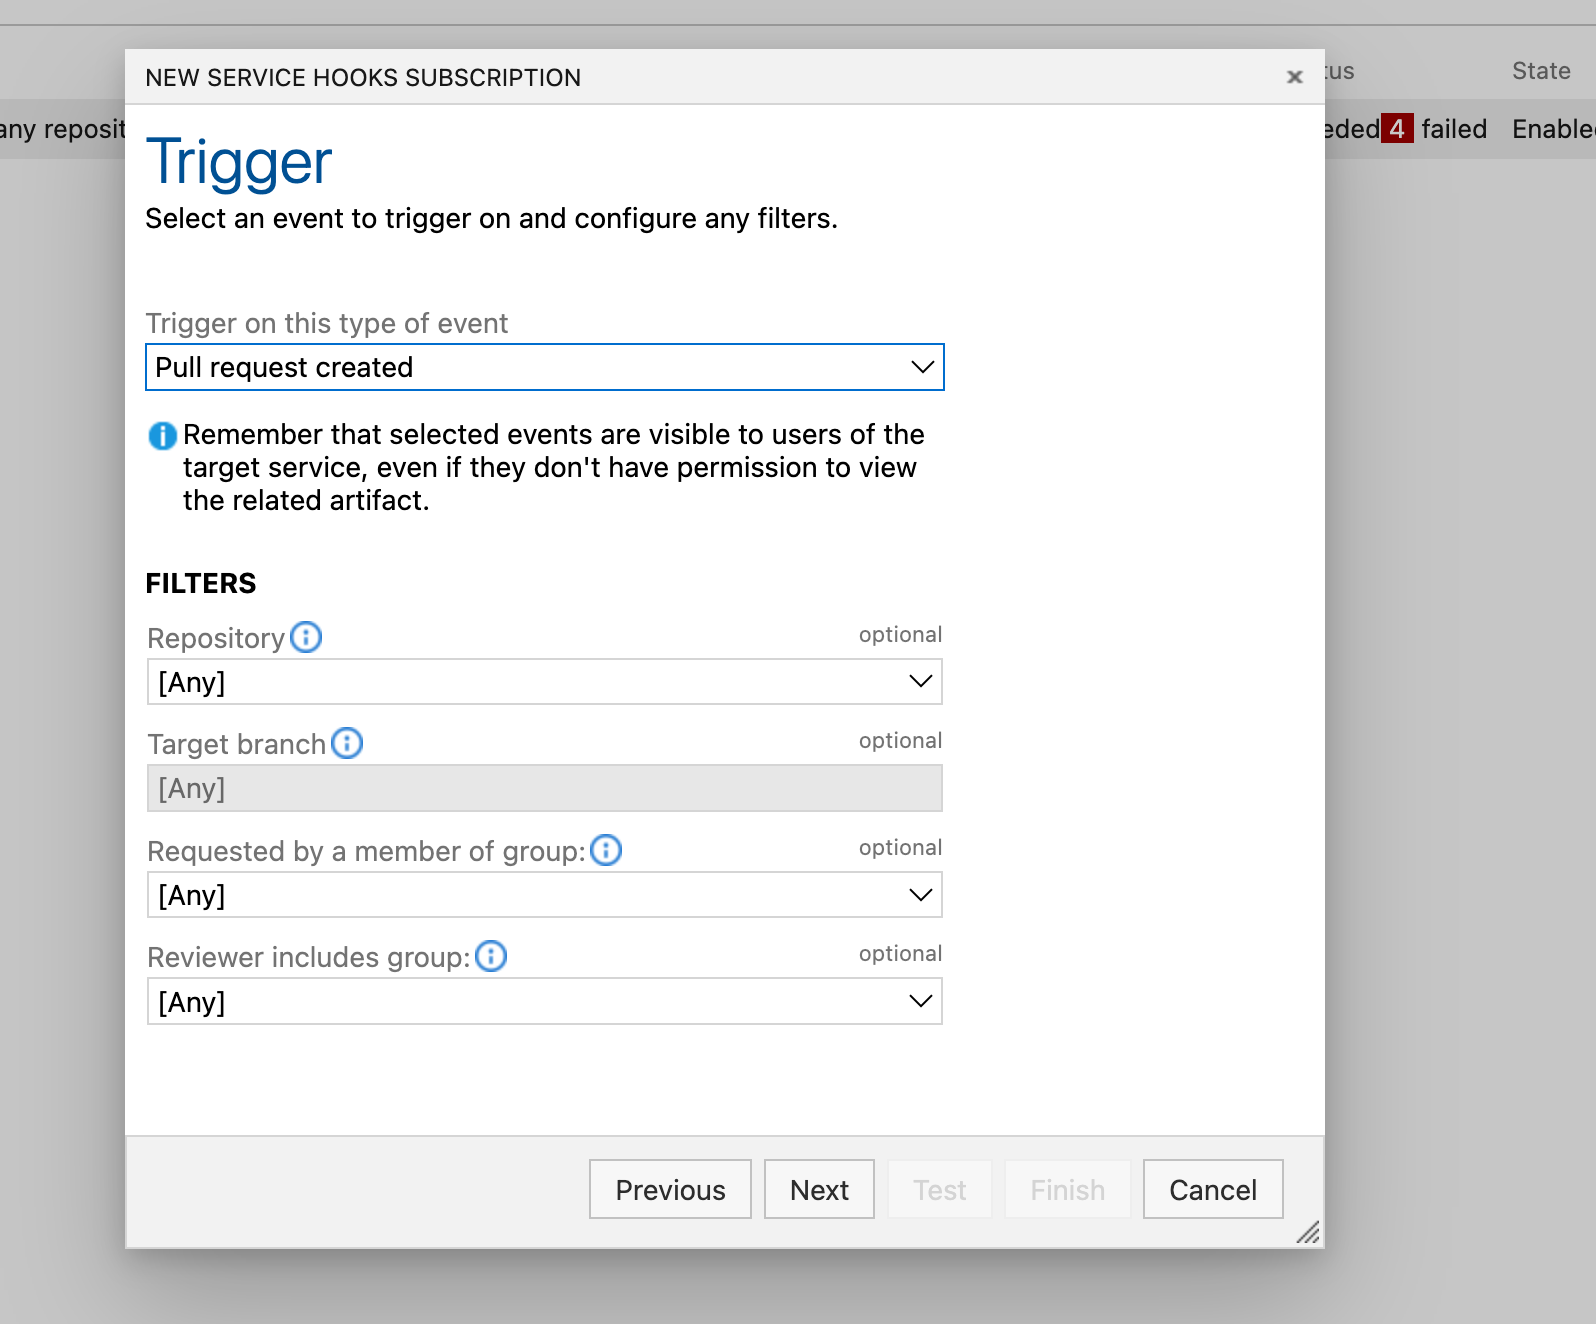 NEW SERVICE HOOKS SUBSCRIPTION
State
any
4 failed
Trigger
Select an event to trigger on and configure any filters.
Trigger on this type of event
Pull request created
Remember that selected events are visible to users of the
target service, even if they don't have permission to view
the related artifact.
FILTERS
Repository optional
[Any]
Target branch optional
[Any]
Requested by a member of group: optional
[Any]
Reviewer includes group: optional
[Any]
Previous Next Test Finish Cancel